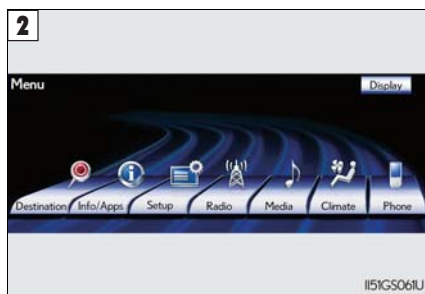 2
Menu
Display
Destination Info/Apps Setup Radio Media Climate Phone
II51GS061U